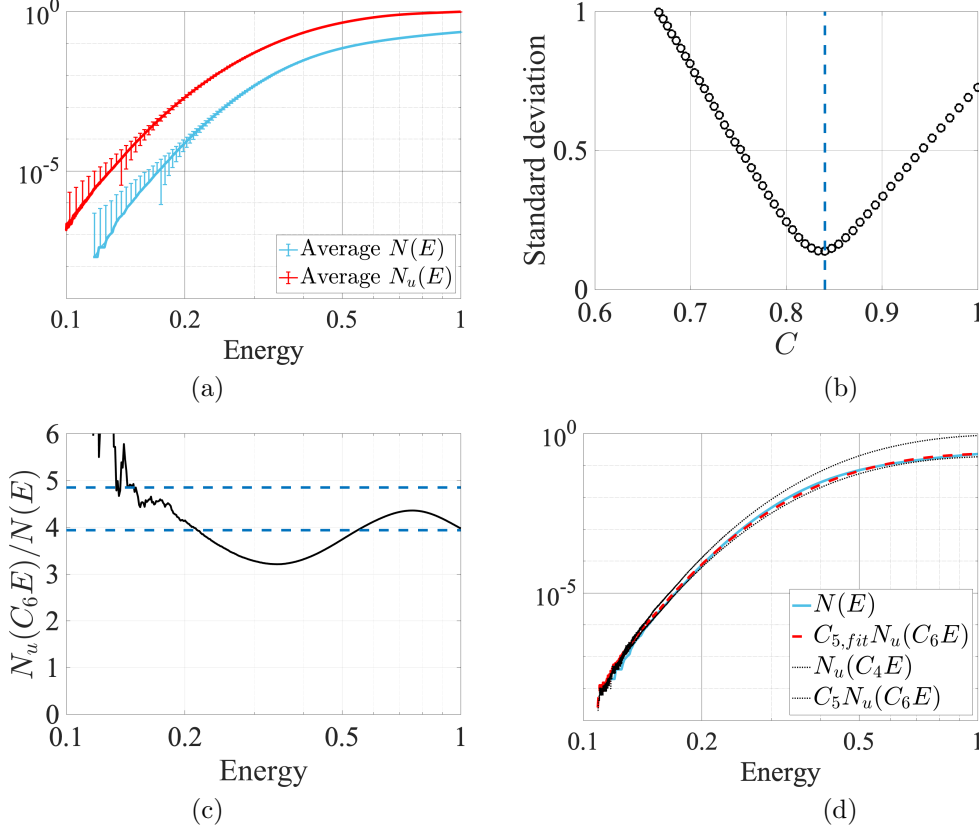 10^0
10^-5
0.1 0.2 0.5 1
Energy
Average N(E)
Average N_u(E)
(a)
Standard deviation
1
0.5
0
0.6 0.7 0.8 0.9 1
C
(b)
N_u(C_6E)/N(E)
6
5
4
3
2
1
0
0.1 0.2 0.5 1
Energy
(c)
10^0
10^-5
0.1 0.2 0.5 1
Energy
N(E)
C_{5,fit}N_u(C_6E)
N_u(C_4E)
C_5N_u(C_6E)
(d)